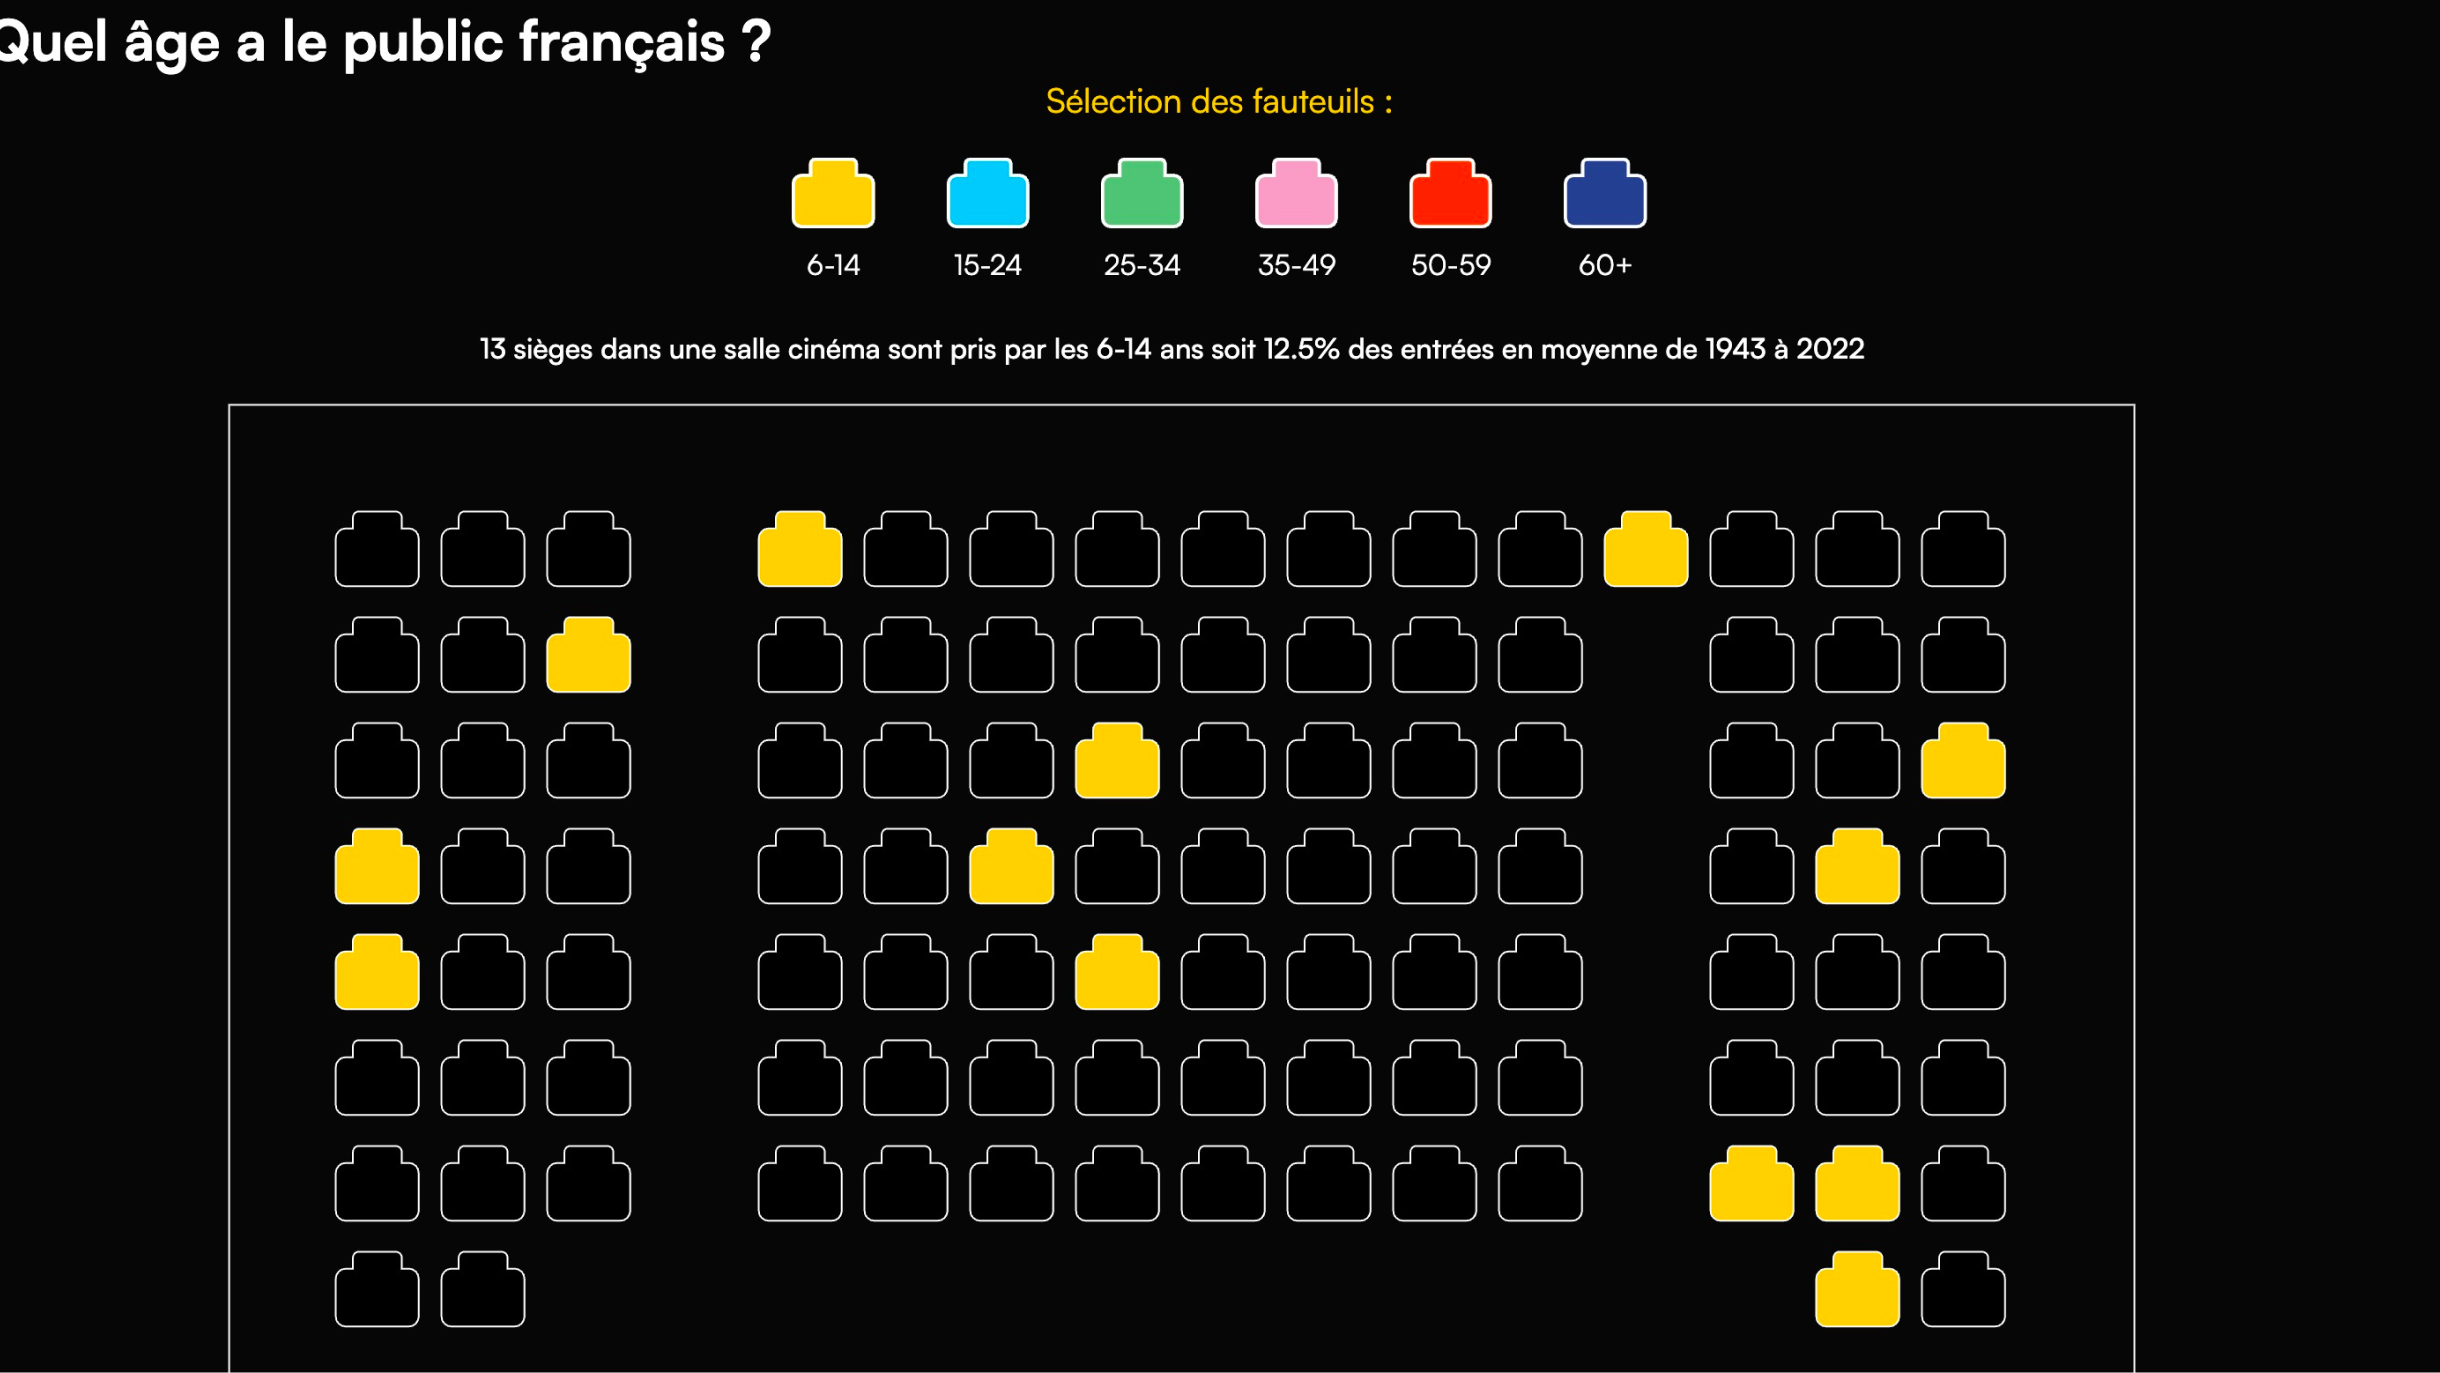 Quel âge a le public français ?
Sélection des fauteuils :
6-14 15-24 25-34 35-49 50-59 60+
13 sièges dans une salle cinéma sont pris par les 6-14 ans soit 12.5% des entrées en moyenne de 1943 à 2022